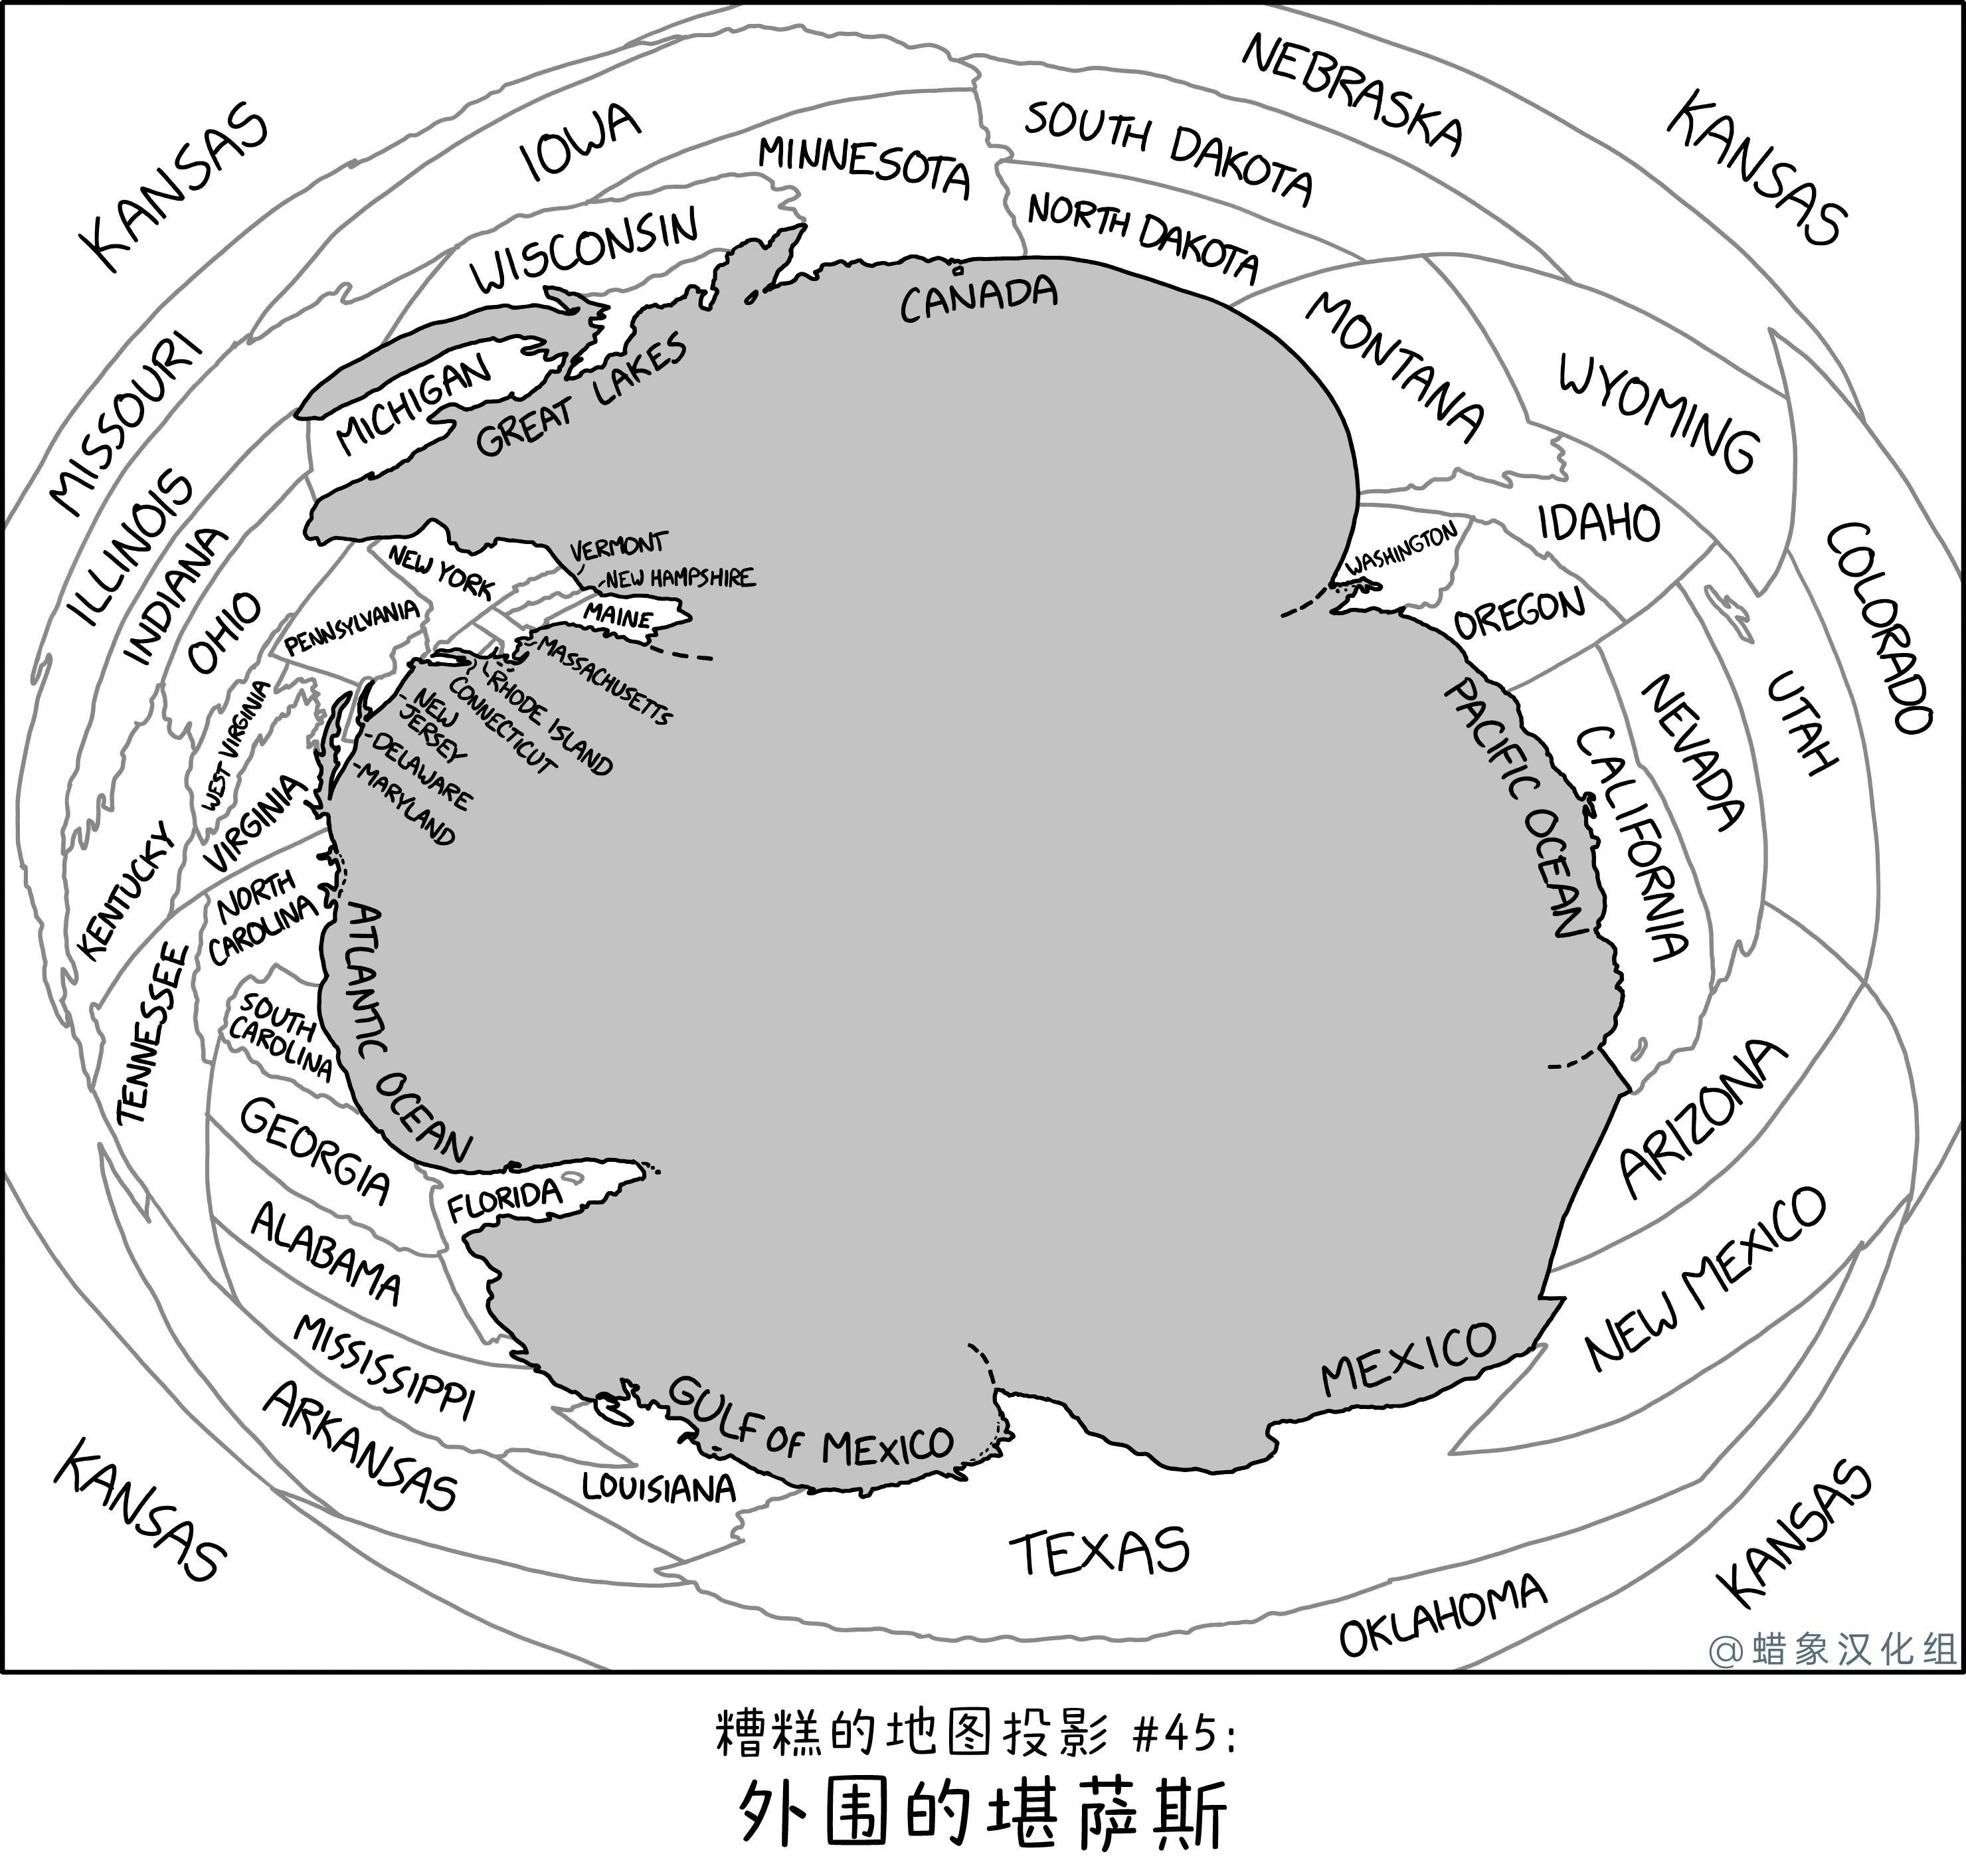 NEBRASKA
KANSAS
KANSAS
IOWA
SOUTH DAKOTA
MINNESOTA
NORTH DAKOTA
WISCONSIN
CANADA
MONTANA
WYOMING
MISSOURI
MICHIGAN
GREAT LAKES
ILLINOIS
INDIANA
OHIO
IDAHO
WASHINGTON
OREGON
COLORADO
VERMONT
NEW YORK
NEW HAMPSHIRE
MAINE
PENNSYLVANIA
MASSACHUSETTS
RHODE ISLAND
CONNECTICUT
NEW
JERSEY
DELAWARE
MARYLAND
WEST VIRGINIA
VIRGINIA
KENTUCKY
NORTH
CAROLINA
TENNESSEE
SOUTH
CAROLINA
ATLANTIC OCEAN
PACIFIC OCEAN
CALIFORNIA
NEVADA
UTAH
ARIZONA
GEORGIA
FLORIDA
ALABAMA
NEW MEXICO
MISSISSIPPI
MEXICO
ARKANSAS
GULF OF MEXICO
LOUISIANA
KANSAS
TEXAS
KANSAS
OKLAHOMA
@蜡象汉化组
糟糕的地图投影 #45:
外围的堪萨斯